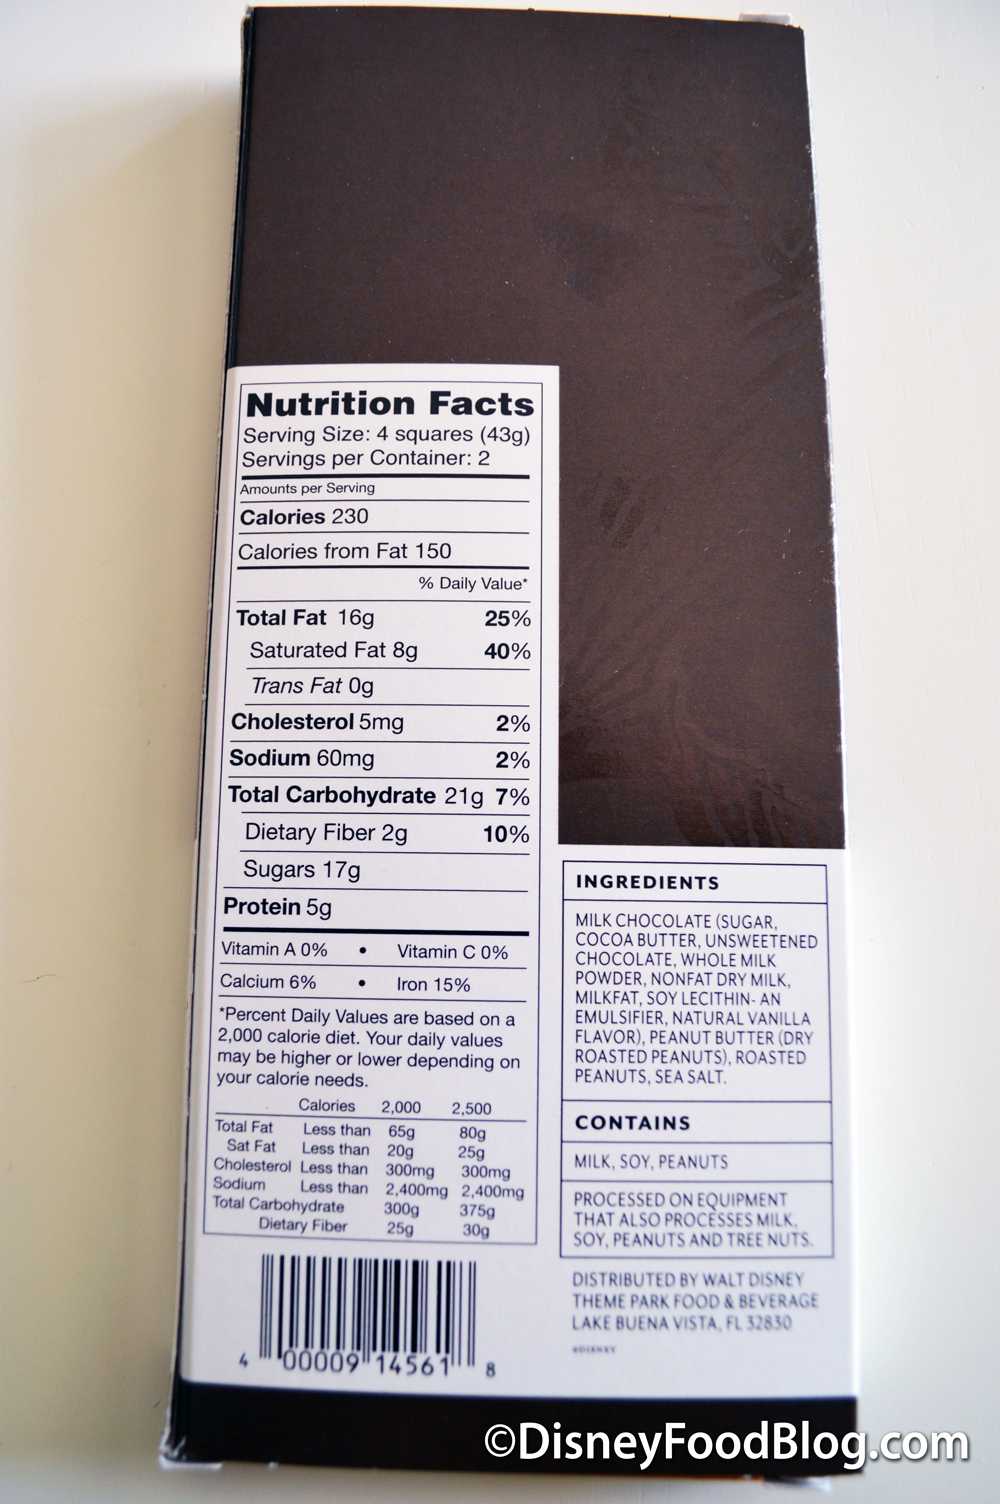 Nutrition Facts
Serving Size: 4 squares (43g)
Servings per Container: 2
Amounts per Serving
Calories 230
Calories from Fat 150
% Daily Value*
Total Fat 16g 25%
Saturated Fat 8g 40%
Trans Fat 0g
Cholesterol 5mg 2%
Sodium 60mg 2%
Total Carbohydrate 21g 7%
Dietary Fiber 2g 10%
Sugars 17g
Protein 5g
Vitamin A 0% • Vitamin C 0%
Calcium 6% • Iron 15%
*Percent Daily Values are based on a
2,000 calorie diet. Your daily values
may be higher or lower depending on
your calorie needs.
Calories 2,000 2,500
Total Fat Less than 65g 80g
Sat Fat Less than 20g 25g
Cholesterol Less than 300mg 300mg
Sodium Less than 2,400mg 2,400mg
Total Carbohydrate 300g 375g
Dietary Fiber 25g 30g
4 00009 14561 8
INGREDIENTS
MILK CHOCOLATE (SUGAR,
COCOA BUTTER, UNSWEETENED
CHOCOLATE, WHOLE MILK
POWDER, NONFAT DRY MILK,
MILKFAT, SOY LECITHIN- AN
EMULSIFIER, NATURAL VANILLA
FLAVOR), PEANUT BUTTER (DRY
ROASTED PEANUTS), ROASTED
PEANUTS, SEA SALT.
CONTAINS
MILK, SOY, PEANUTS
PROCESSED ON EQUIPMENT
THAT ALSO PROCESSES MILK,
SOY, PEANUTS AND TREE NUTS.
DISTRIBUTED BY WALT DISNEY
THEME PARK FOOD & BEVERAGE
LAKE BUENA VISTA, FL 32830
©DISNEY
©DisneyFoodBlog.com